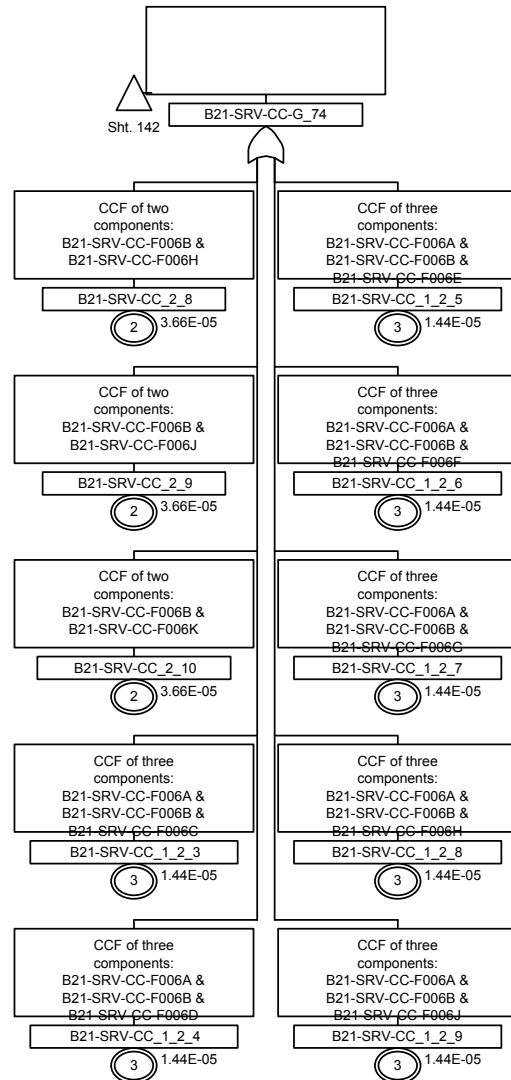 Sht. 142
B21-SRV-CC-G_74
CCF of two
components:
B21-SRV-CC-F006B &
B21-SRV-CC-F006H
B21-SRV-CC_2_8
2
3.66E-05
CCF of three
components:
B21-SRV-CC-F006A &
B21-SRV-CC-F006B &
B21-SRV-CC-F006E
B21-SRV-CC_1_2_5
3
1.44E-05
CCF of two
components:
B21-SRV-CC-F006B &
B21-SRV-CC-F006J
B21-SRV-CC_2_9
2
3.66E-05
CCF of three
components:
B21-SRV-CC-F006A &
B21-SRV-CC-F006B &
B21-SRV-CC-F006F
B21-SRV-CC_1_2_6
3
1.44E-05
CCF of two
components:
B21-SRV-CC-F006B &
B21-SRV-CC-F006K
B21-SRV-CC_2_10
2
3.66E-05
CCF of three
components:
B21-SRV-CC-F006A &
B21-SRV-CC-F006B &
B21-SRV-CC-F006G
B21-SRV-CC_1_2_7
3
1.44E-05
CCF of three
components:
B21-SRV-CC-F006A &
B21-SRV-CC-F006B &
B21-SRV-CC-F006C
B21-SRV-CC_1_2_3
3
1.44E-05
CCF of three
components:
B21-SRV-CC-F006A &
B21-SRV-CC-F006B &
B21-SRV-CC-F006H
B21-SRV-CC_1_2_8
3
1.44E-05
CCF of three
components:
B21-SRV-CC-F006A &
B21-SRV-CC-F006B &
B21-SRV-CC-F006D
B21-SRV-CC_1_2_4
3
1.44E-05
CCF of three
components:
B21-SRV-CC-F006A &
B21-SRV-CC-F006B &
B21-SRV-CC-F006J
B21-SRV-CC_1_2_9
3
1.44E-05